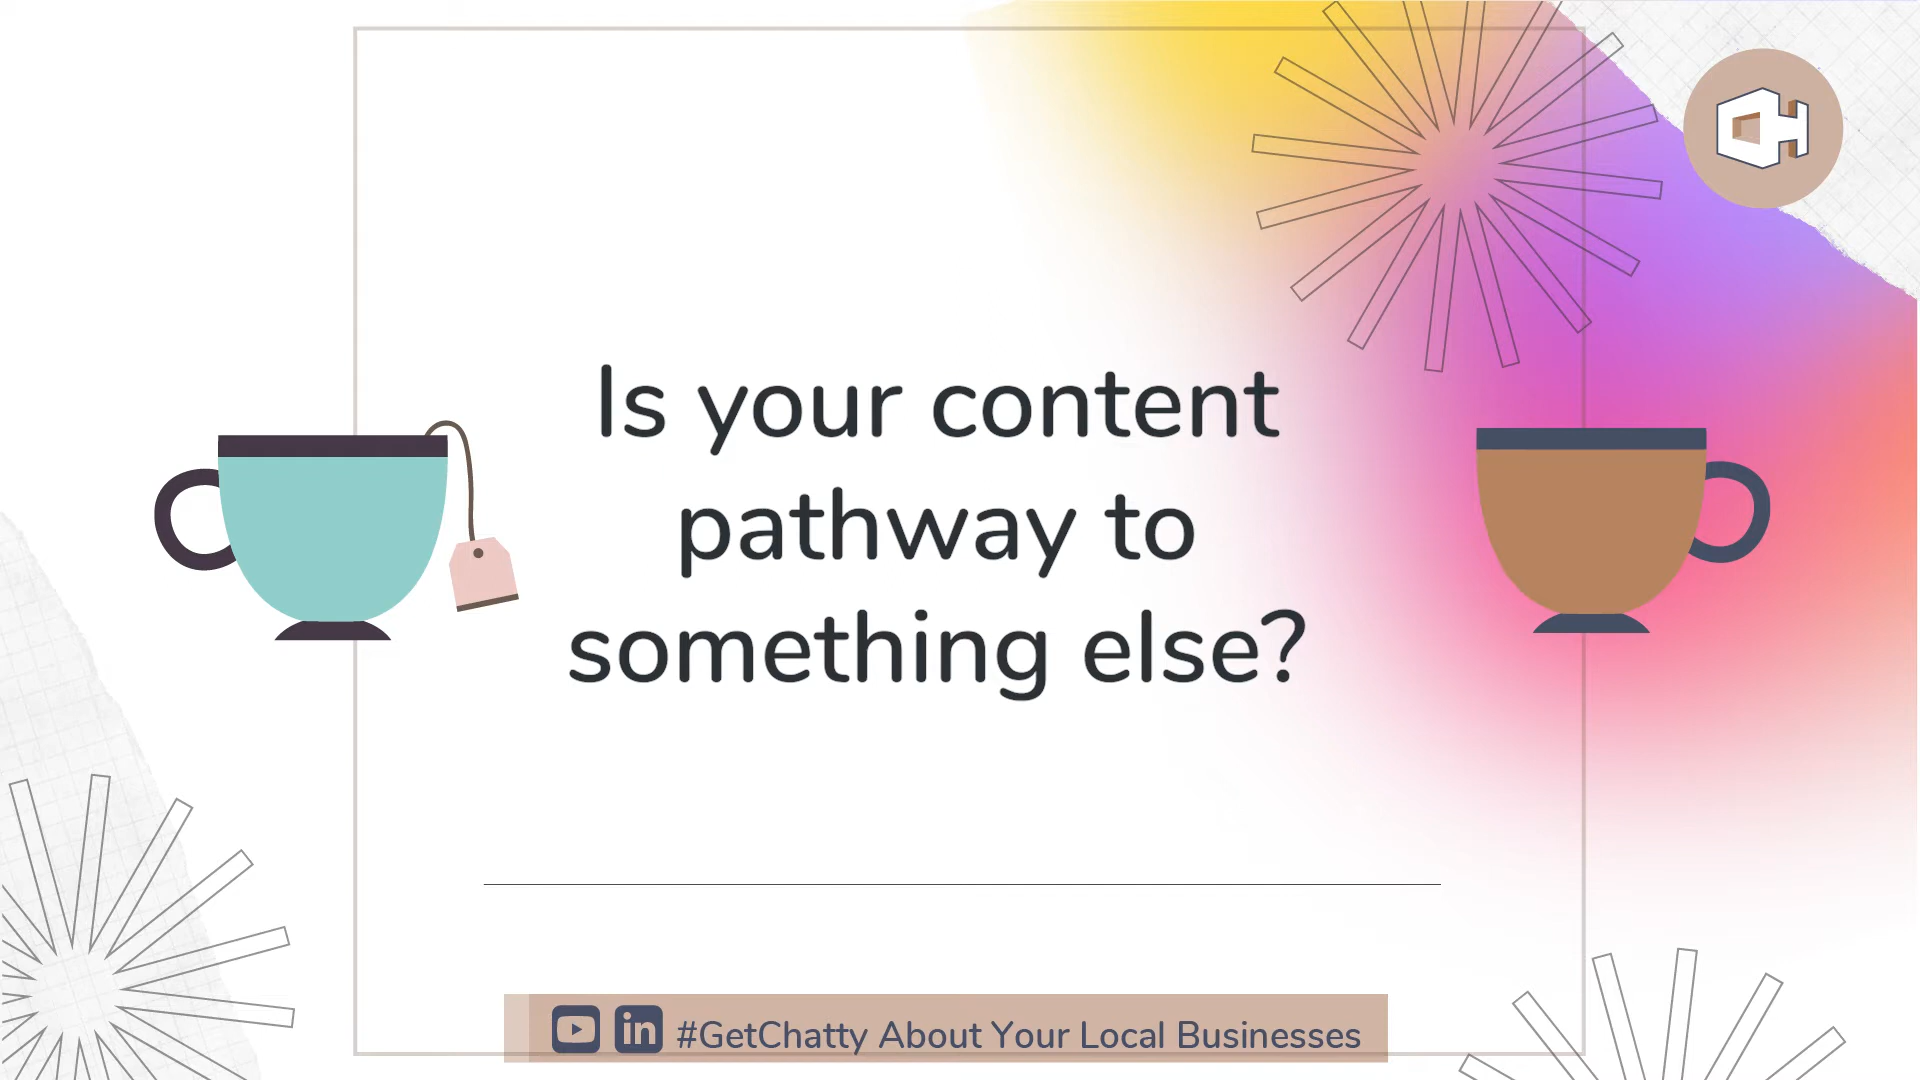 Is your content
pathway to
something else?
#GetChatty About Your Local Businesses